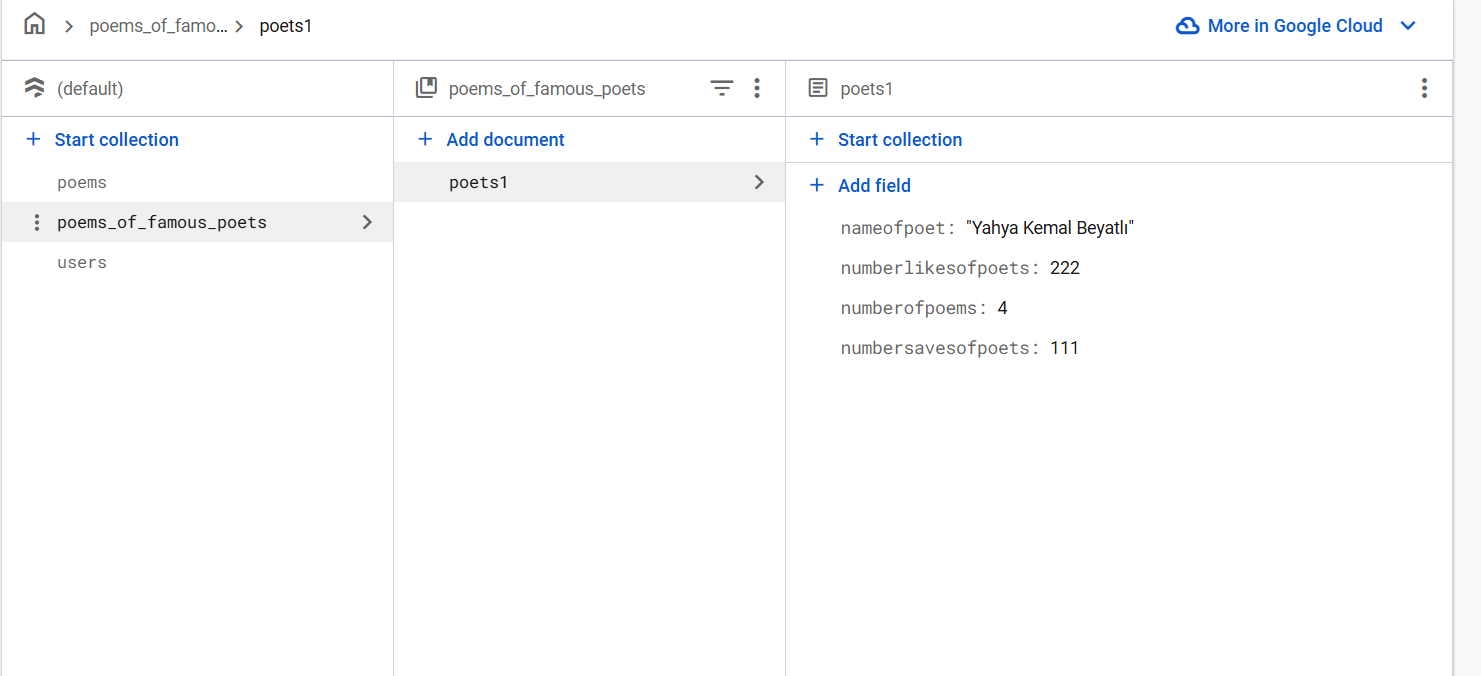 poems_of_famo... poets1 More in Google Cloud
(default)
Start collection
poems
poems_of_famous_poets
users
poems_of_famous_poets
+ Add document
poets1
poets1
+ Start collection
+ Add field
nameofpoet: "Yahya Kemal Beyatlı"
numberlikesofpoets: 222
numberofpoems: 4
numbersavesofpoets: 111